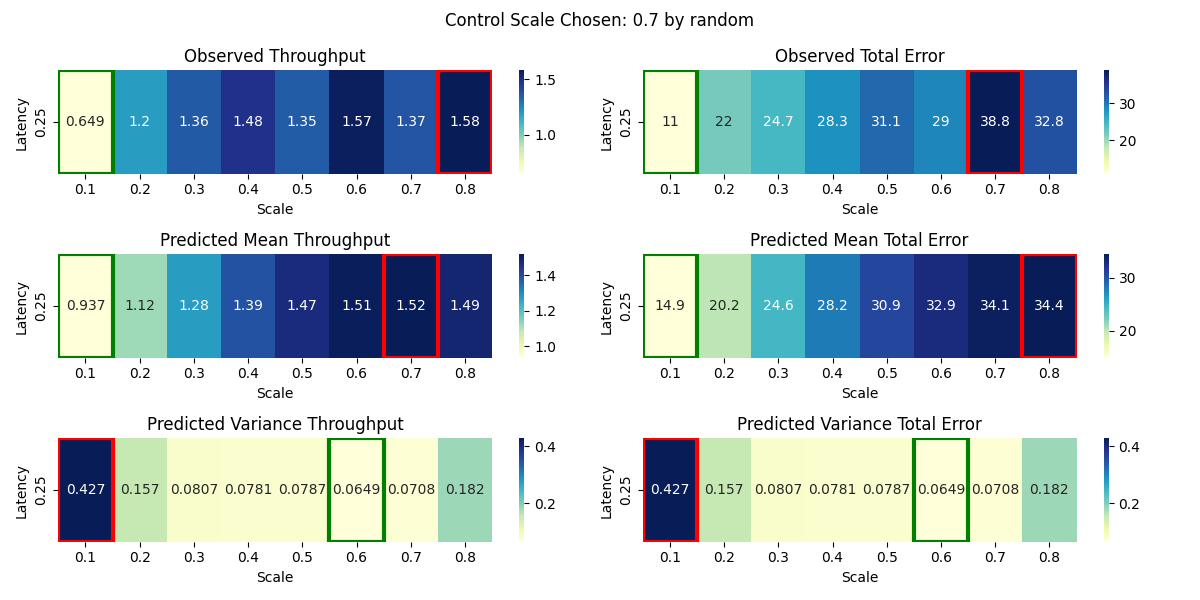 Control Scale Chosen: 0.7 by random
Observed Throughput
Latency
0.25
0.649 1.2 1.36 1.48 1.35 1.57 1.37 1.58
0.1 0.2 0.3 0.4 0.5 0.6 0.7 0.8
Scale
1.5
1.0
Observed Total Error
Latency
0.25
11 22 24.7 28.3 31.1 29 38.8 32.8
0.1 0.2 0.3 0.4 0.5 0.6 0.7 0.8
Scale
30
20
Predicted Mean Throughput
Latency
0.25
0.937 1.12 1.28 1.39 1.47 1.51 1.52 1.49
0.1 0.2 0.3 0.4 0.5 0.6 0.7 0.8
Scale
1.4
1.2
1.0
Predicted Mean Total Error
Latency
0.25
14.9 20.2 24.6 28.2 30.9 32.9 34.1 34.4
0.1 0.2 0.3 0.4 0.5 0.6 0.7 0.8
Scale
30
20
Predicted Variance Throughput
Latency
0.25
0.427 0.157 0.0807 0.0781 0.0787 0.0649 0.0708 0.182
0.1 0.2 0.3 0.4 0.5 0.6 0.7 0.8
Scale
0.4
0.2
Predicted Variance Total Error
Latency
0.25
0.427 0.157 0.0807 0.0781 0.0787 0.0649 0.0708 0.182
0.1 0.2 0.3 0.4 0.5 0.6 0.7 0.8
Scale
0.4
0.2